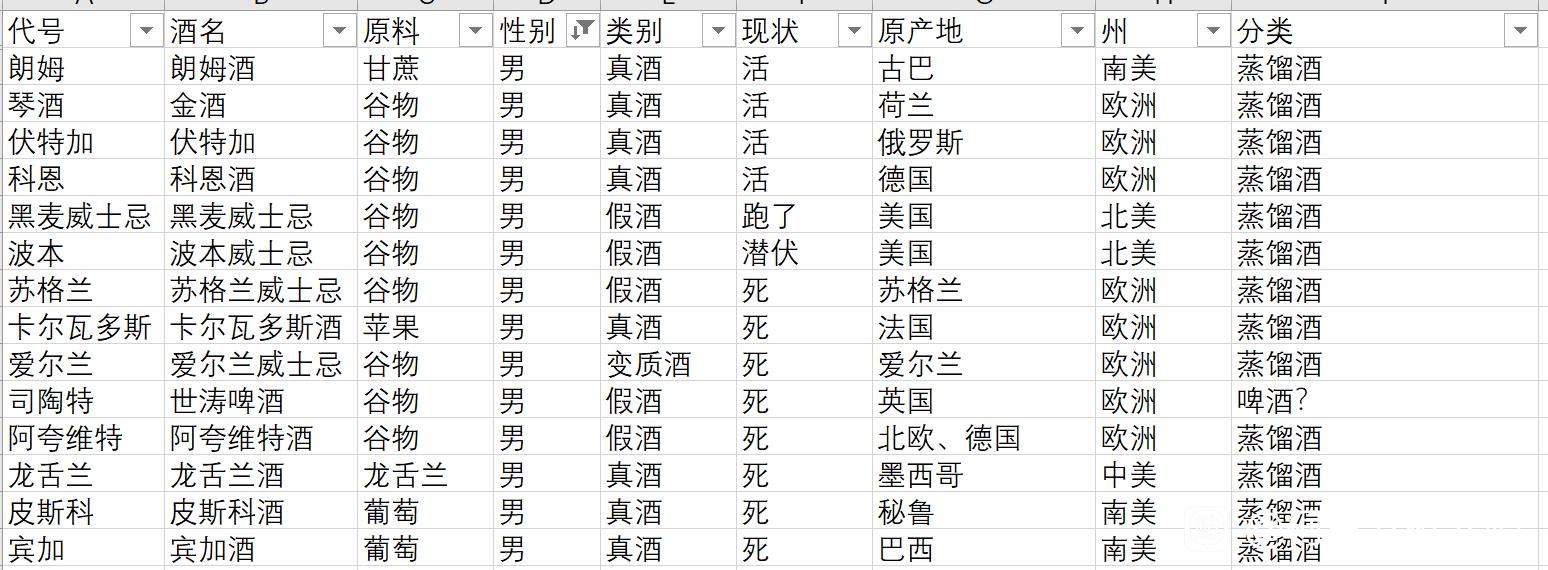 代号 酒名 原料 性别 类别 现状 原产地 州 分类
朗姆 朗姆酒 甘蔗 男 真酒 活 古巴 南美 蒸馏酒
琴酒 金酒 谷物 男 真酒 活 荷兰 欧洲 蒸馏酒
伏特加 伏特加 谷物 男 真酒 活 俄罗斯 欧洲 蒸馏酒
科恩 科恩酒 谷物 男 真酒 活 德国 欧洲 蒸馏酒
黑麦威士忌 黑麦威士忌 谷物 男 假酒 跑了 美国 北美 蒸馏酒
波本 波本威士忌 谷物 男 假酒 潜伏 美国 北美 蒸馏酒
苏格兰 苏格兰威士忌 谷物 男 假酒 死 苏格兰 欧洲 蒸馏酒
卡尔瓦多斯 卡尔瓦多斯酒 苹果 男 真酒 死 法国 欧洲 蒸馏酒
爱尔兰 爱尔兰威士忌 谷物 男 变质酒 死 爱尔兰 欧洲 蒸馏酒
司陶特 世涛啤酒 谷物 男 假酒 死 英国 欧洲 啤酒？
阿夸维特 阿夸维特酒 谷物 男 假酒 死 北欧、德国 欧洲 蒸馏酒
龙舌兰 龙舌兰酒 龙舌兰 男 真酒 死 墨西哥 中美 蒸馏酒
皮斯科 皮斯科酒 葡萄 男 真酒 死 秘鲁 南美 蒸馏酒
宾加 宾加酒 葡萄 男 真酒 死 巴西 南美 蒸馏酒